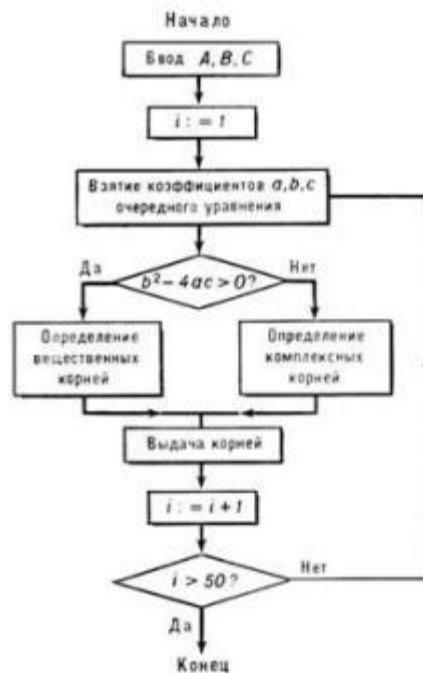 Начало
Ввод A, B, C
i : = 1
Взятие коэффициентов a,b,c
очередного уравнения
Да
b² – 4ac > 0?
Нет
Определение
вещественных
корней
Определение
комплексных
корней
Выдача корней
i : = i + 1
i > 50 ?
Нет
Да
Конец